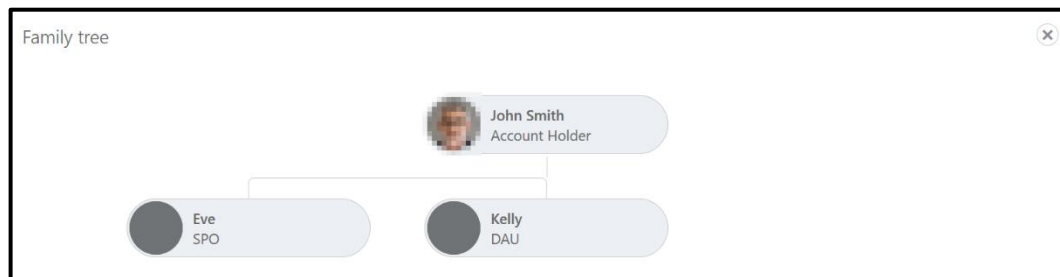 Family tree
John Smith
Account Holder
Eve
SPO
Kelly
DAU